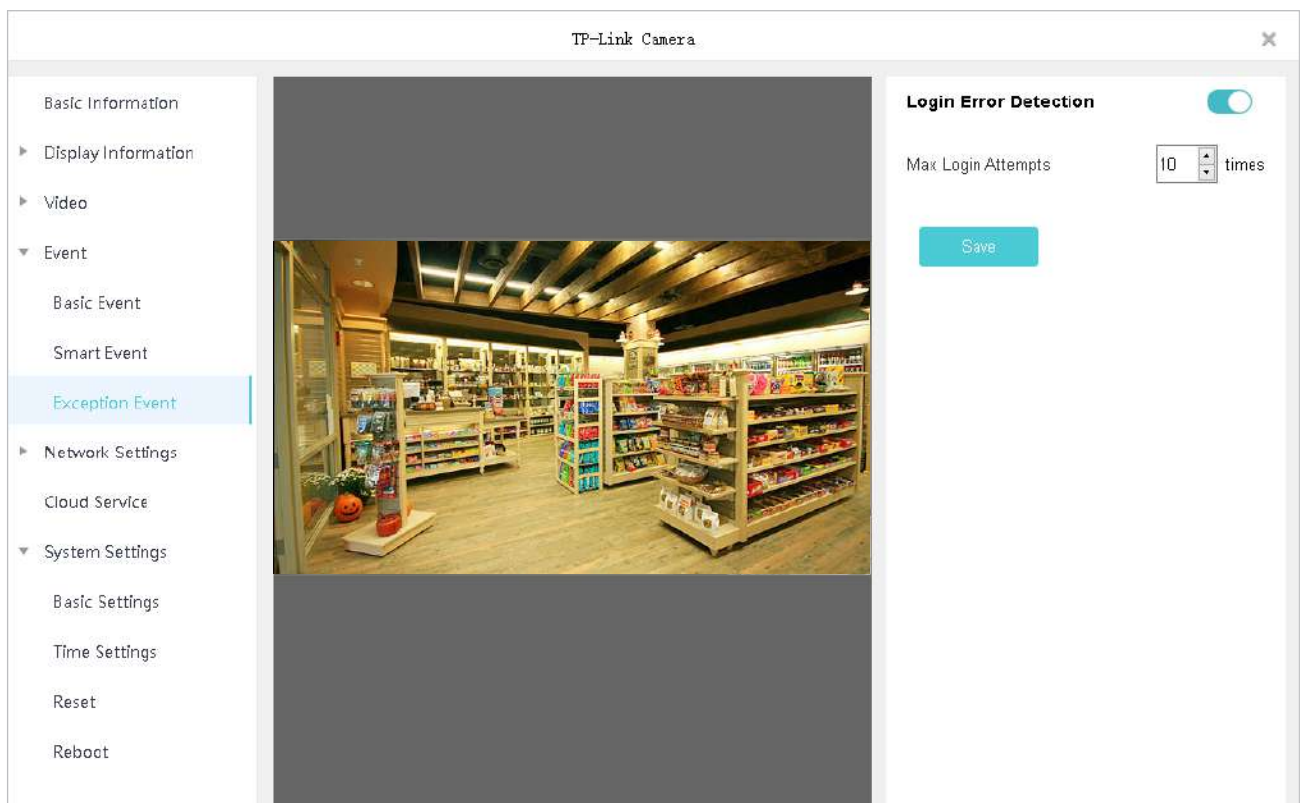 TP-Link Camera
Basic Information
Display Information
Video
Event
Basic Event
Smart Event
Exception Event
Network Settings
Cloud Service
System Settings
Basic Settings
Time Settings
Reset
Reboot
Login Error Detection
Max Login Attempts 10 times
Save